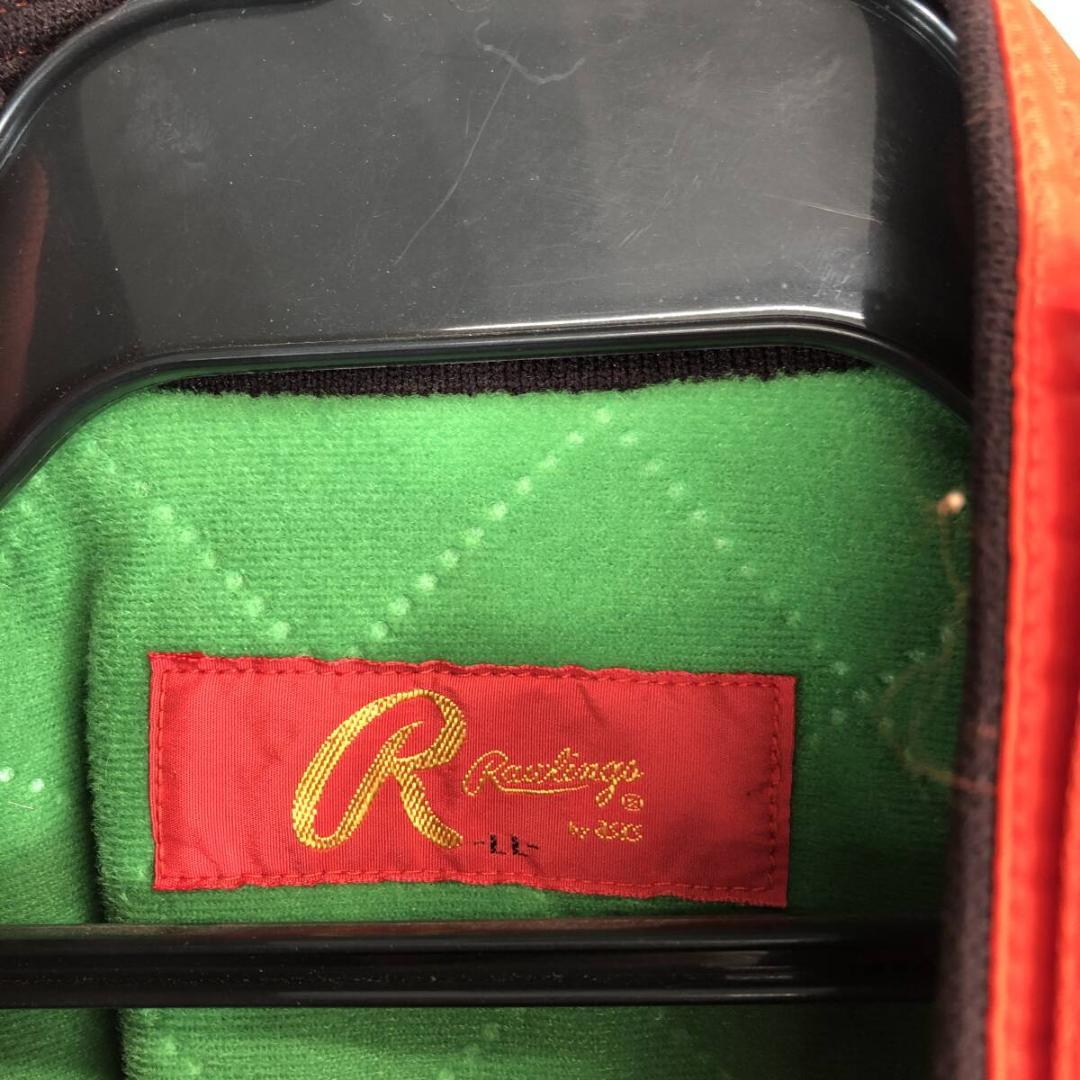 R Rawlings ®
by asics
-LL-